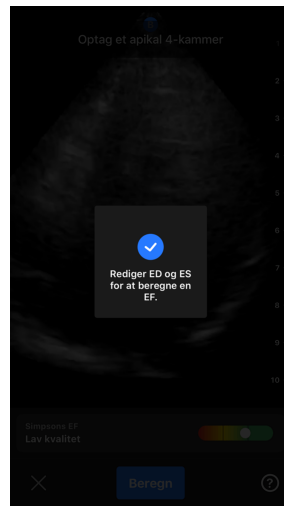 Optag et apikal 4-kammer
1
2
3
4
5
6
Rediger ED og ES
for at beregne en
EF.
7
8
9
10
Simpsons EF
Lav kvalitet
Beregn
?